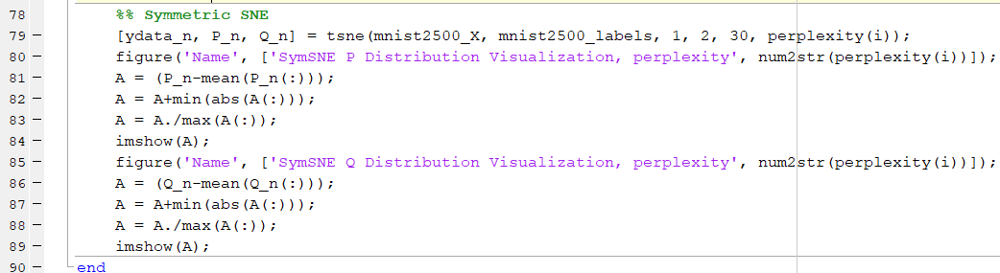 78 %% Symmetric SNE
79 – [ydata_n, P_n, Q_n] = tsne(mnist2500_X, mnist2500_labels, 1, 2, 30, perplexity(i));
80 – figure('Name', ['SymSNE P Distribution Visualization, perplexity', num2str(perplexity(i))]);
81 – A = (P_n-mean(P_n(:)));
82 – A = A+min(abs(A(:)));
83 – A = A./max(A(:));
84 – imshow(A);
85 – figure('Name', ['SymSNE Q Distribution Visualization, perplexity', num2str(perplexity(i))]);
86 – A = (Q_n-mean(Q_n(:)));
87 – A = A+min(abs(A(:)));
88 – A = A./max(A(:));
89 – imshow(A);
90 – end